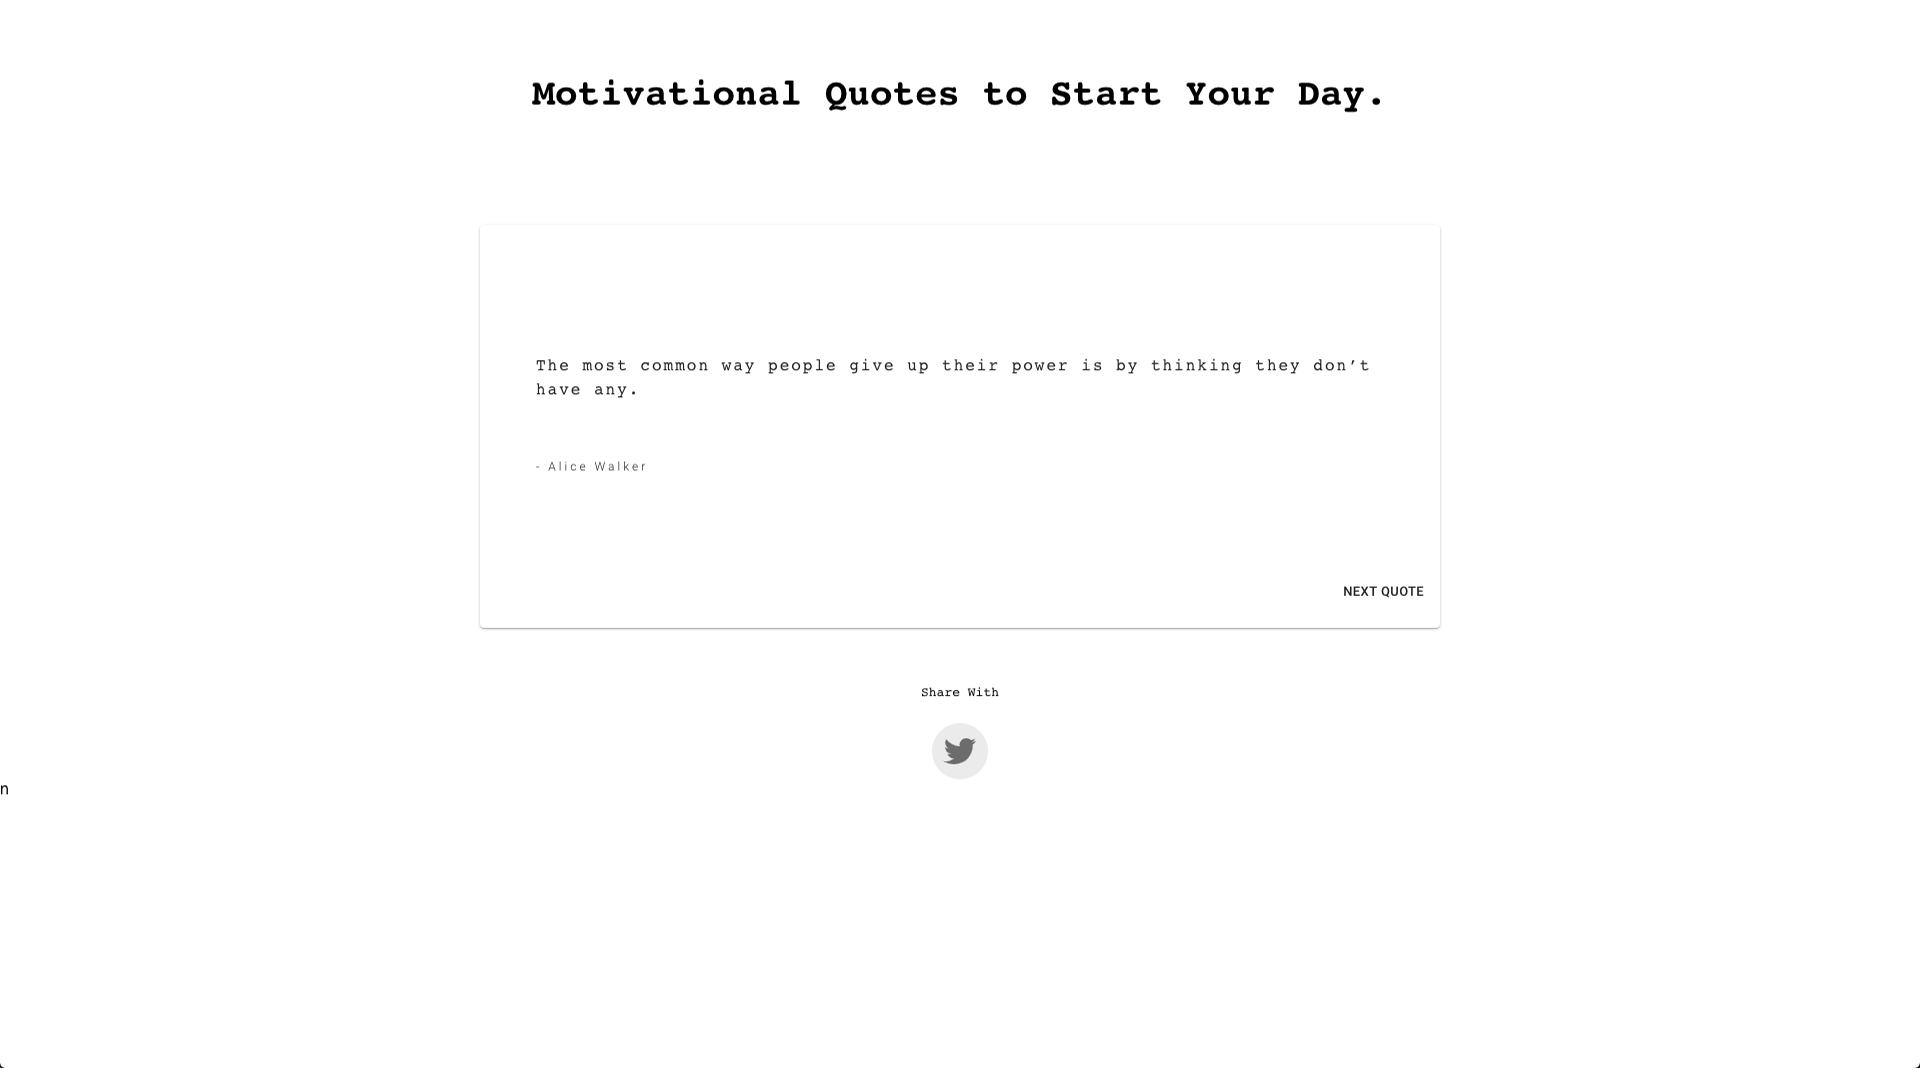 Motivational Quotes to Start Your Day.
The most common way people give up their power is by thinking they don’t
have any.
- Alice Walker
NEXT QUOTE
Share With
n